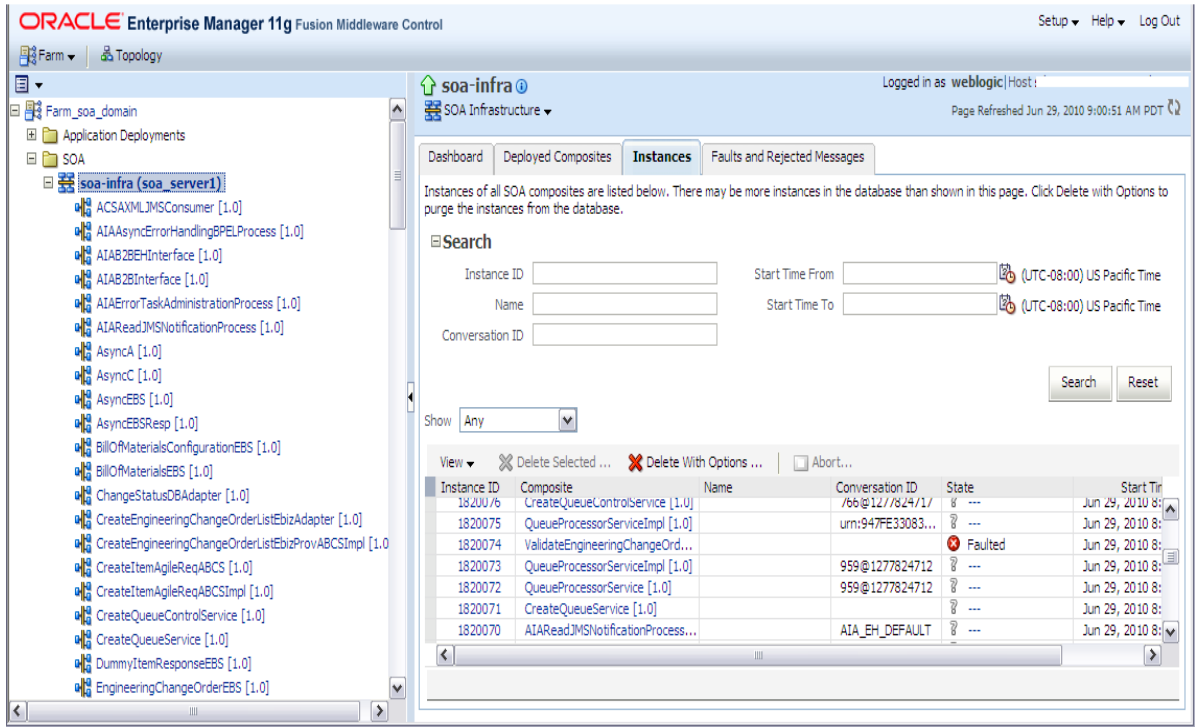 ORACLE Enterprise Manager 11g Fusion Middleware Control
Setup Help Log Out
Farm Topology
Farm_soa_domain
Application Deployments
SOA
soa-infra (soa_server1)
ACSAXMLJMSConsumer [1.0]
AIAAsyncErrorHandlingBPELProcess [1.0]
AIAB2BEHInterface [1.0]
AIAB2BInterface [1.0]
AIAErrorTaskAdministrationProcess [1.0]
AIAReadJMSNotificationProcess [1.0]
AsyncA [1.0]
AsyncC [1.0]
AsyncEBS [1.0]
AsyncEBSResp [1.0]
BillOfMaterialsConfigurationEBS [1.0]
BillOfMaterialsEBS [1.0]
ChangeStatusDBAdapter [1.0]
CreateEngineeringChangeOrderListEbizAdapter [1.0]
CreateEngineeringChangeOrderListEbizProvABCSImpl [1.0
CreateItemAgileReqABCS [1.0]
CreateItemAgileReqABCSImpl [1.0]
CreateQueueControlService [1.0]
CreateQueueService [1.0]
DummyItemResponseEBS [1.0]
EngineeringChangeOrderEBS [1.0]
soa-infra
Logged in as weblogic|Host :
SOA Infrastructure
Page Refreshed Jun 29, 2010 9:00:51 AM PDT
Dashboard Deployed Composites Instances Faults and Rejected Messages
Instances of all SOA composites are listed below. There may be more instances in the database than shown in this page. Click Delete with Options to
purge the instances from the database.
Search
Instance ID Start Time From (UTC-08:00) US Pacific Time
Name Start Time To (UTC-08:00) US Pacific Time
Conversation ID
Search Reset
Show Any
View Delete Selected ... Delete With Options ... Abort...
Instance ID Composite Name Conversation ID State Start Tir
1820076 CreateQueueControlService [1.0] 766@1277824717 --- Jun 29, 2010 8:
1820075 QueueProcessorServiceImpl [1.0] urn:947FE33083... --- Jun 29, 2010 8:
1820074 ValidateEngineeringChangeOrd... Faulted Jun 29, 2010 8:
1820073 QueueProcessorServiceImpl [1.0] 959@1277824712 --- Jun 29, 2010 8:
1820072 QueueProcessorService [1.0] 959@1277824712 --- Jun 29, 2010 8:
1820071 CreateQueueService [1.0] --- Jun 29, 2010 8:
1820070 AIAReadJMSNotificationProcess... AIA_EH_DEFAULT --- Jun 29, 2010 8: